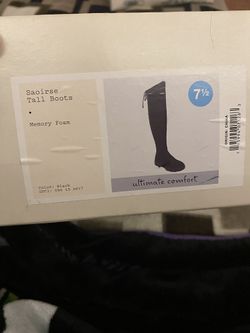 Saoirse
Tall Boots
Memory Foam
Color: Black
7½
ultimate comfort